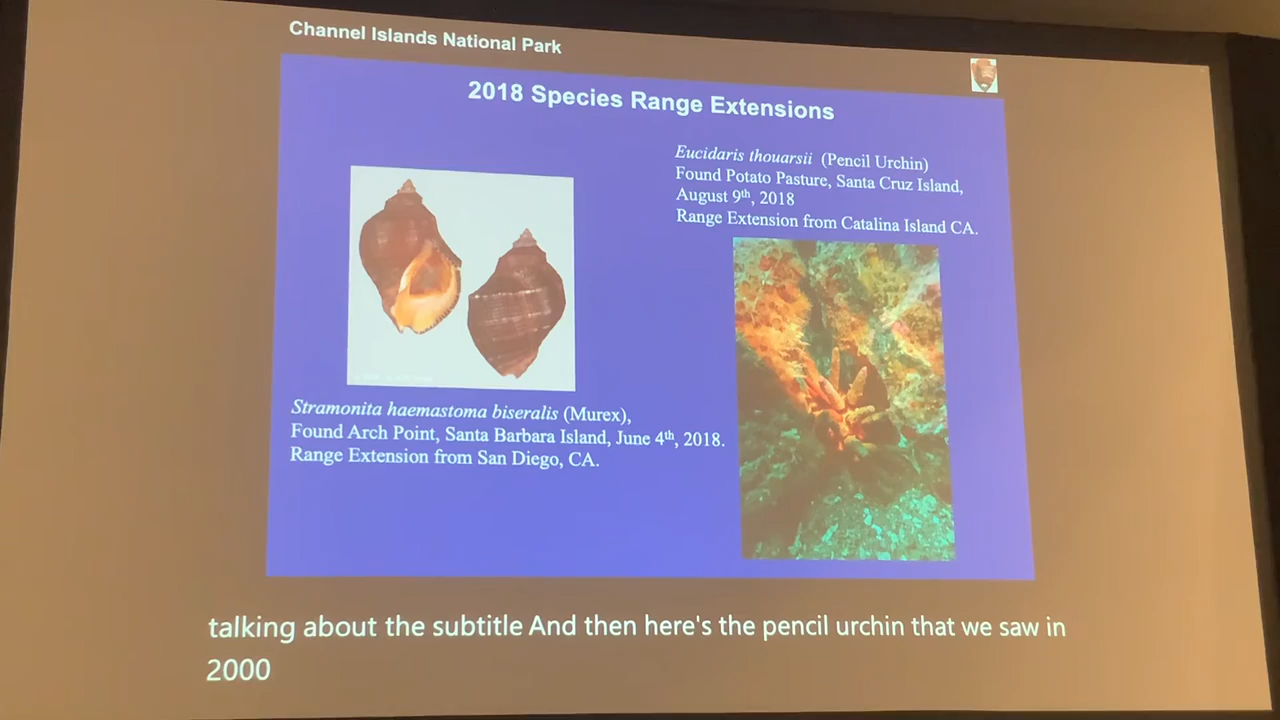 Channel Islands National Park
2018 Species Range Extensions
Eucidaris thouarsii (Pencil Urchin)
Found Potato Pasture, Santa Cruz Island,
August 9th, 2018
Range Extension from Catalina Island CA.
Stramonita haemastoma biseralis (Murex),
Found Arch Point, Santa Barbara Island, June 4th, 2018.
Range Extension from San Diego, CA.
talking about the subtitle And then here's the pencil urchin that we saw in
2000